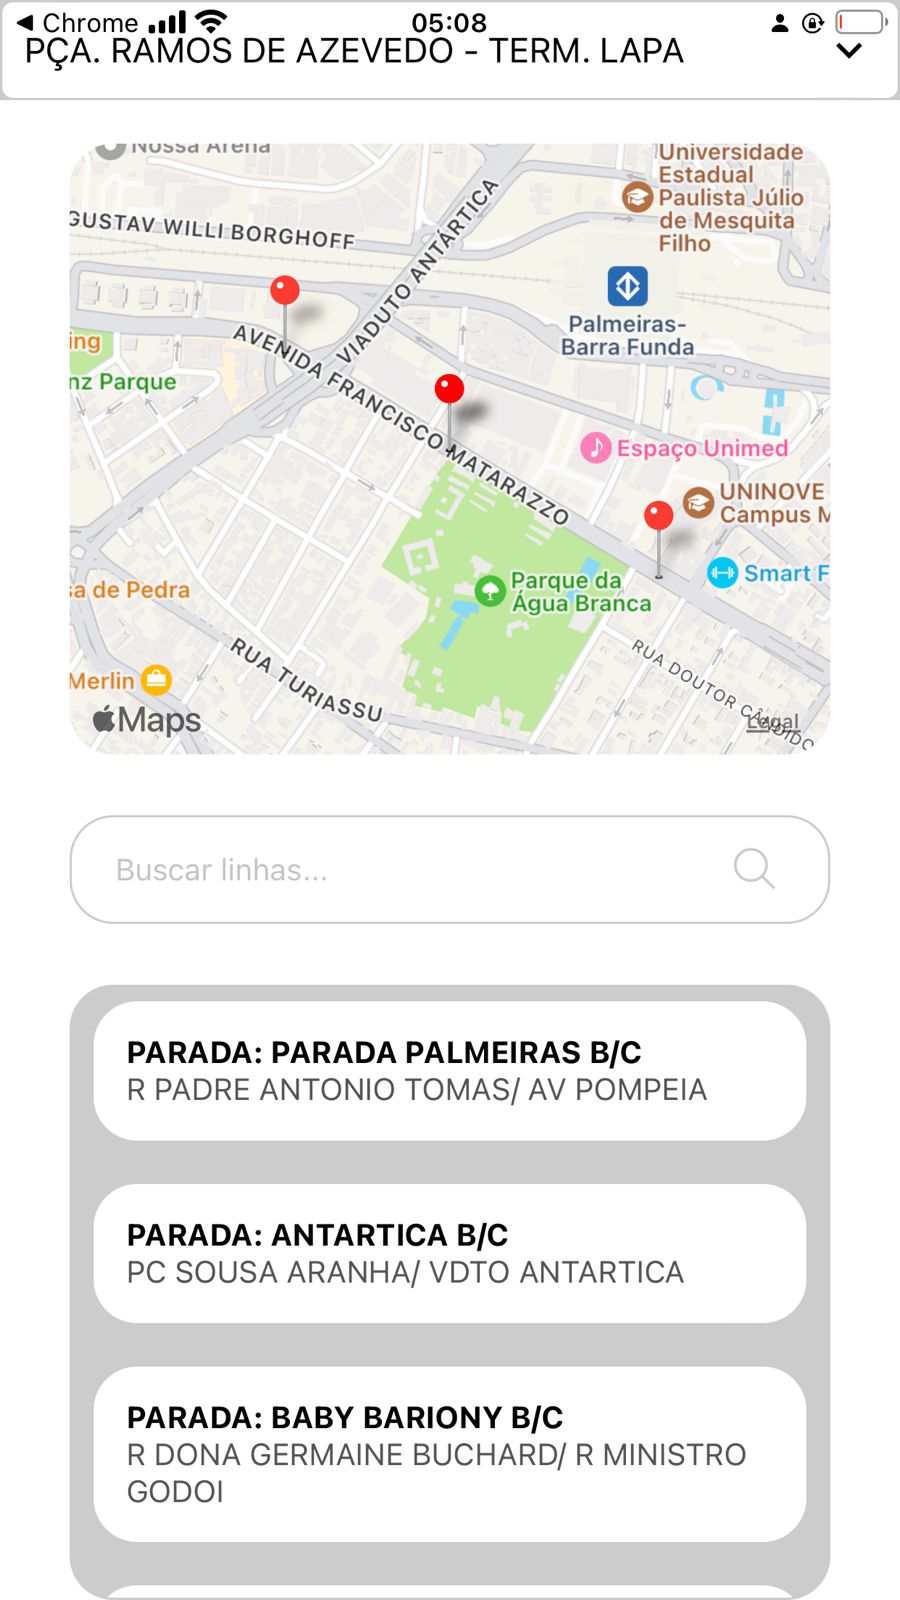 Chrome
05:08
PÇA. RAMOS DE AZEVEDO - TERM. LAPA
Nossa Arena
Universidade
Estadual
Paulista Júlio
de Mesquita
Filho
GUSTAV WILLI BORGHOFF
VIADUTO ANTÁRTICA
Palmeiras-
Barra Funda
ing
nz Parque
AVENIDA FRANCISCO MATARAZZO
Espaço Unimed
UNINOVE
Campus M
Smart F
Parque da
Água Branca
sa de Pedra
RUA TURIASSU
RUA DOUTOR CÂNDIDO
Merlin
Maps
Legal
Buscar linhas...
PARADA: PARADA PALMEIRAS B/C
R PADRE ANTONIO TOMAS/ AV POMPEIA
PARADA: ANTARTICA B/C
PC SOUSA ARANHA/ VDTO ANTARTICA
PARADA: BABY BARIONY B/C
R DONA GERMAINE BUCHARD/ R MINISTRO
GODOI